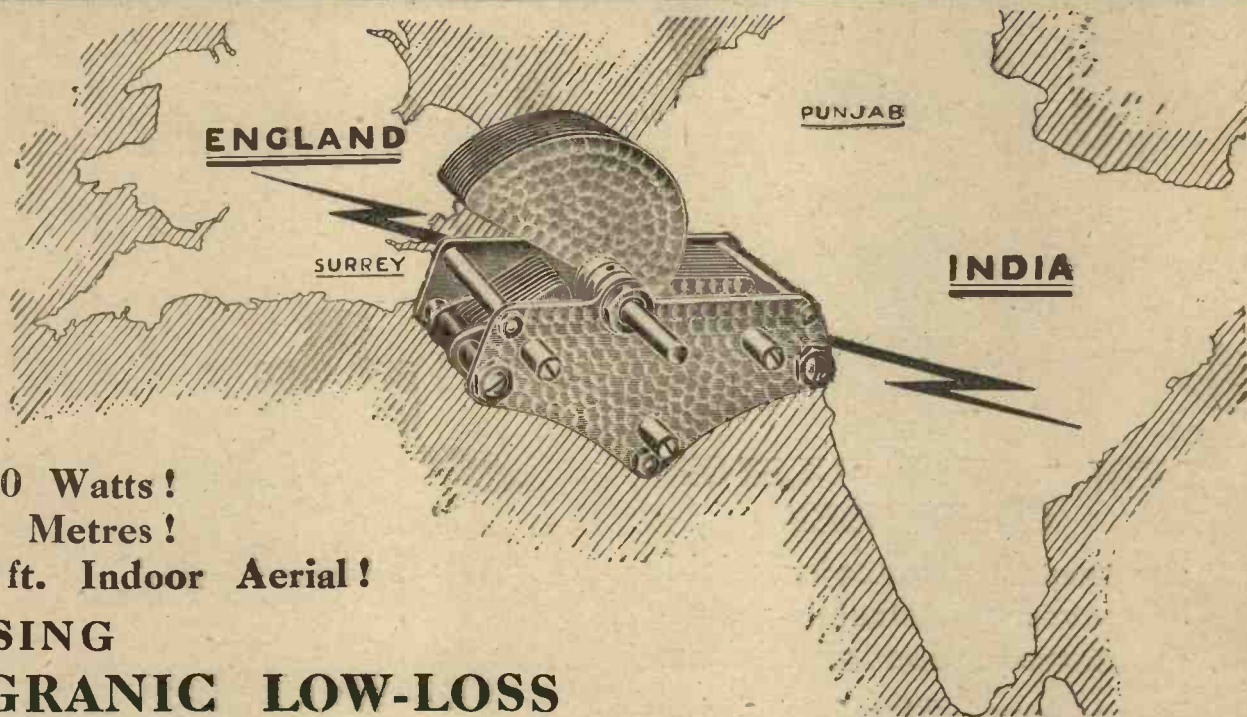 ENGLAND
PUNJAB
SURREY
INDIA
0 Watts !
Metres !
ft. Indoor Aerial !
SING
GRANIC LOW-LOSS